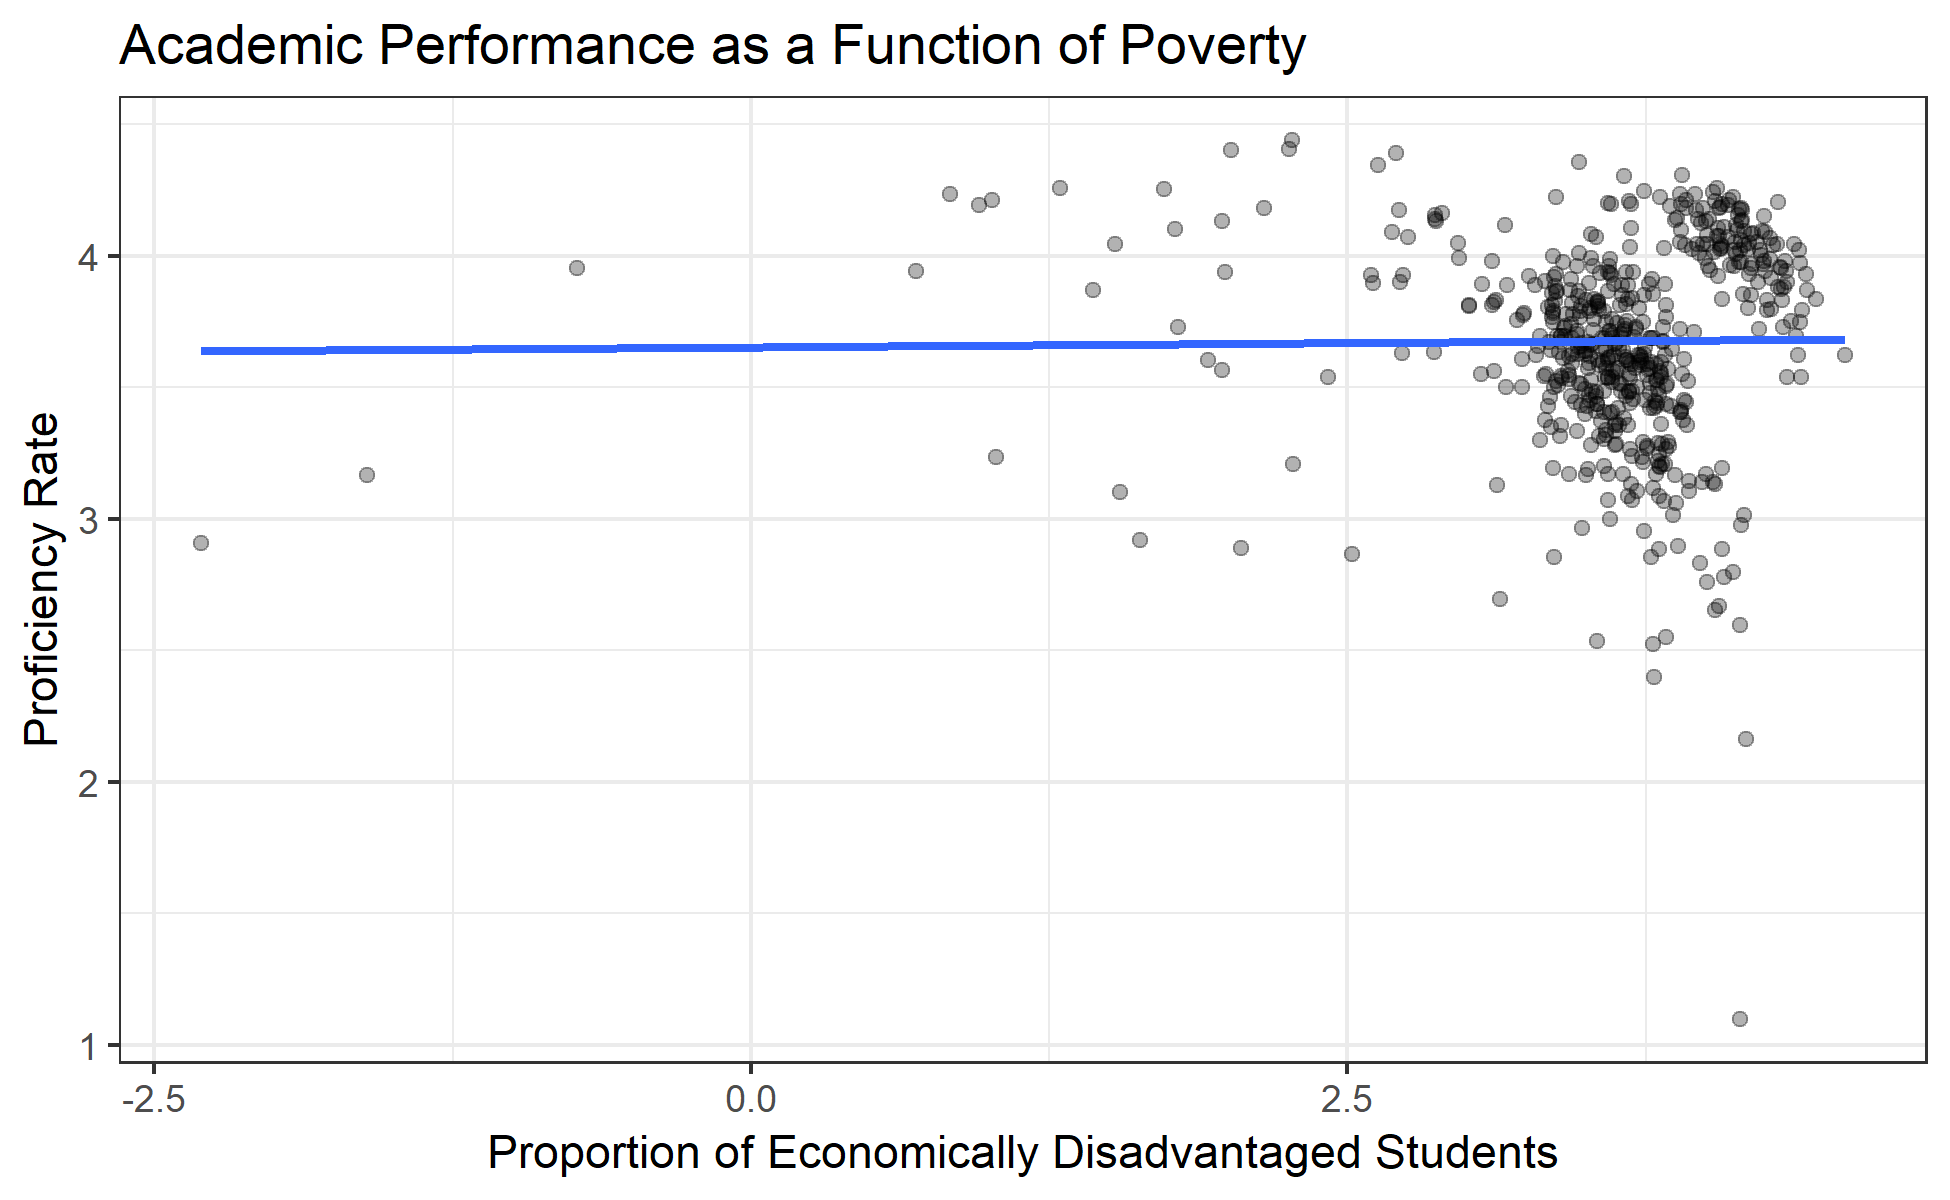 Academic Performance as a Function of Poverty
Proficiency Rate
4
3
2
1
-2.5
0.0
2.5
Proportion of Economically Disadvantaged Students